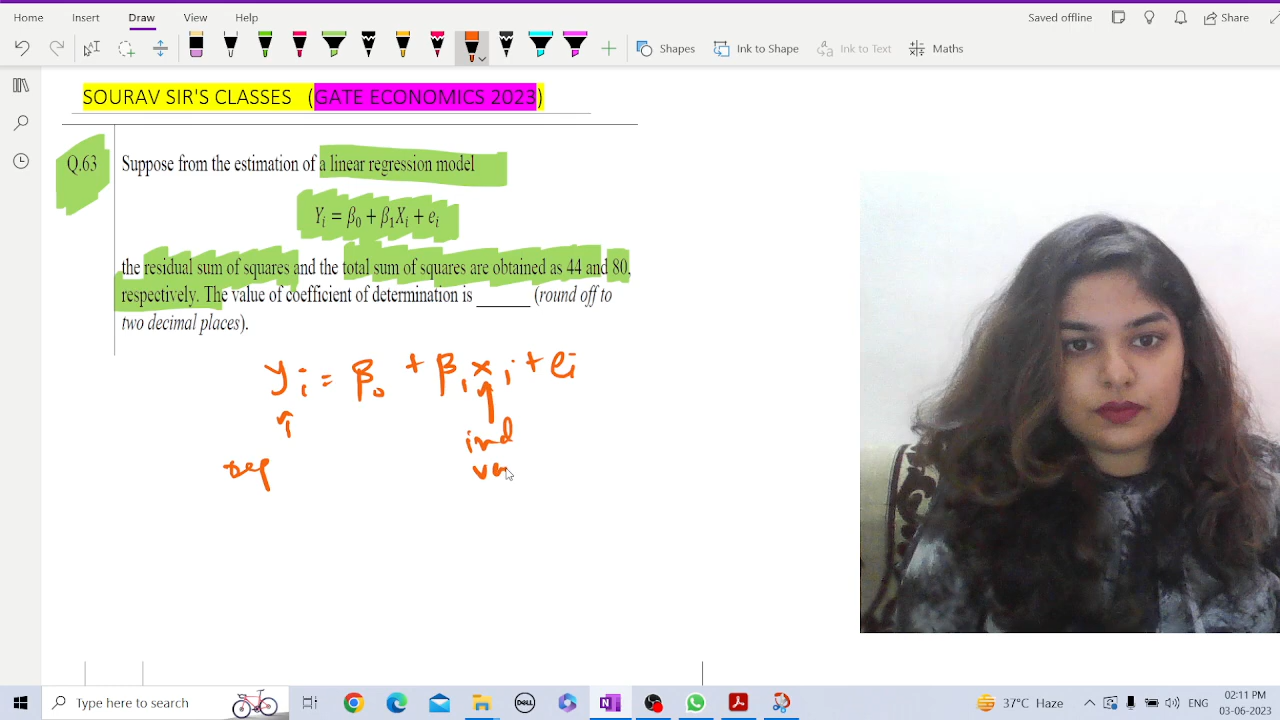 Home Insert Draw View Help Saved offline Share
Shapes Ink to Shape Ink to Text Maths
SOURAV SIR'S CLASSES (GATE ECONOMICS 2023)
Q.63 Suppose from the estimation of a linear regression model
Yᵢ = β₀ + β₁Xᵢ + eᵢ
the residual sum of squares and the total sum of squares are obtained as 44 and 80,
respectively. The value of coefficient of determination is ______ (round off to
two decimal places).
yᵢ = β₀ + β₁xᵢ + eᵢ
ind
dep
Type here to search DELL 37°C Haze ENG 02:11 PM
03-06-2023